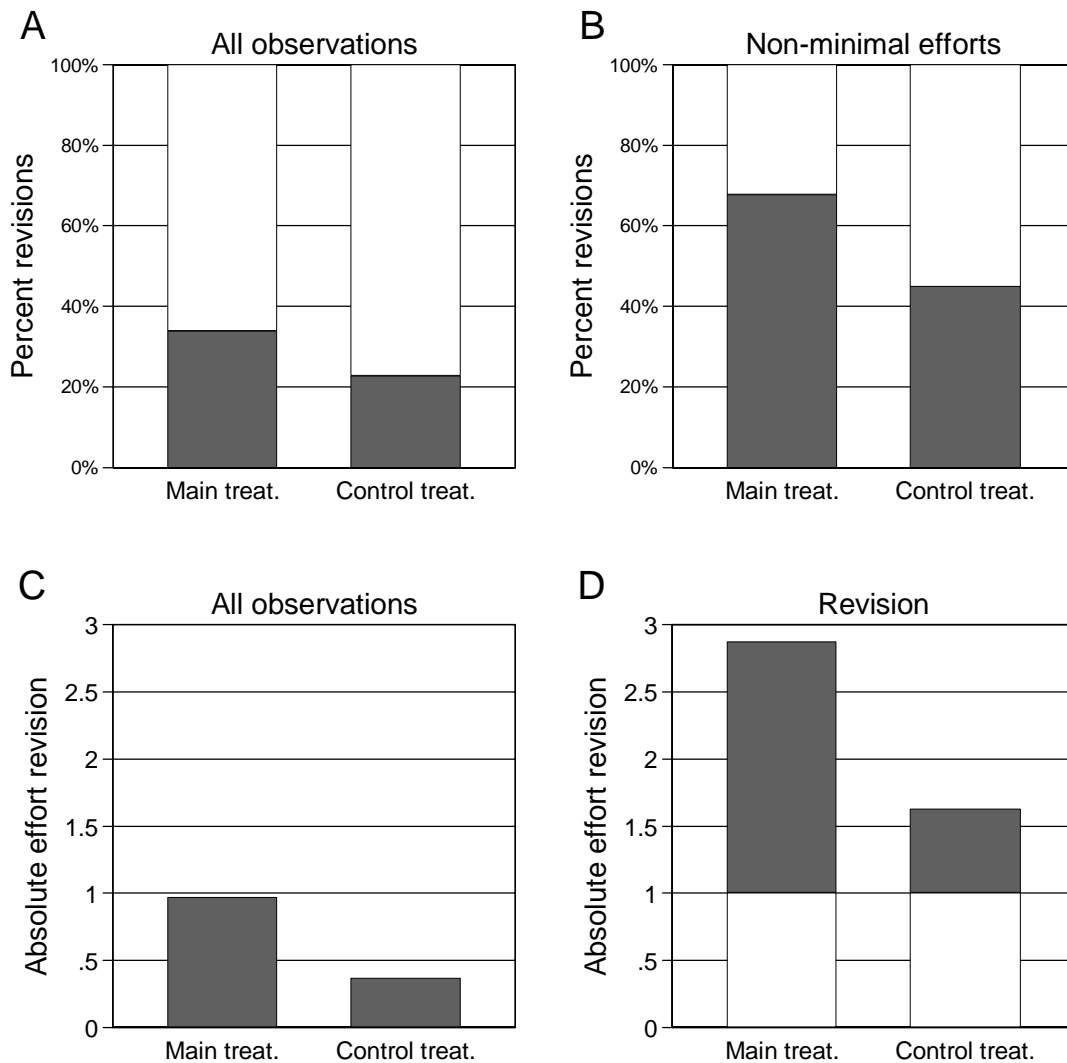 A
All observations
Percent revisions
100%
80%
60%
40%
20%
0%
Main treat.
Control treat.
B
Non-minimal efforts
Percent revisions
100%
80%
60%
40%
20%
0%
Main treat.
Control treat.
C
All observations
Absolute effort revision
3
2.5
2
1.5
1
.5
0
Main treat.
Control treat.
D
Revision
Absolute effort revision
3
2.5
2
1.5
1
.5
0
Main treat.
Control treat.